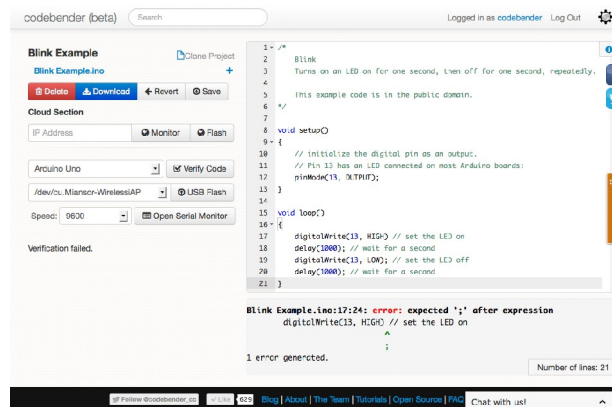 codebender (beta)
Search
Logged in as codebender Log Out
Blink Example
Clone Project
Blink Example.ino
+
Delete
Download
Revert
Save
Cloud Section
IP Address
Monitor
Flash
Arduino Uno
Verify Code
/dev/cu.Mianscr-WirelessiAP
USB Flash
Speed: 9600
Open Serial Monitor
Verification failed.
1 /*
2 Blink
3 Turns on an LED on for one second, then off for one second, repeatedly.
4
5 This example code is in the public domain.
6 */
7
8 void setup()
9 {
10 // initialize the digital pin as an output.
11 // Pin 13 has an LED connected on most Arduino boards:
12 pinMode(13, OUTPUT);
13 }
14
15 void loop()
16 {
17 digitalWrite(13, HIGH) // set the LED on
18 delay(1000); // wait for a second
19 digitalWrite(13, LOW); // set the LED off
20 delay(1000); // wait for a second
21 }
Blink Example.ino:17:24: error: expected ';' after expression
digitalWrite(13, HIGH) // set the LED on
^
;
1 error generated.
Number of lines: 21
Follow @codebender_cc
Like
629
Blog | About | The Team | Tutorials | Open Source | FAQ
Chat with us!